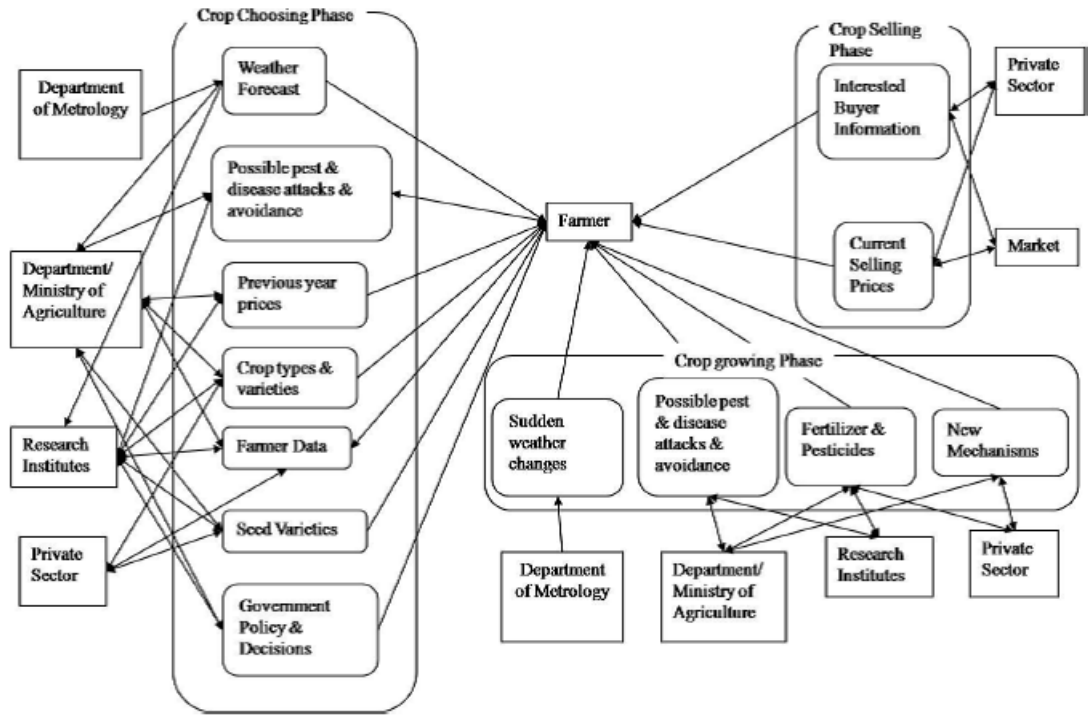 Crop Choosing Phase
Department
of Metrology
Weather
Forecast
Possible pest &
disease attacks &
avoidance
Department/
Ministry of
Agriculture
Previous year
prices
Crop types &
varieties
Research
Institutes
Farmer Data
Seed Varieties
Private
Sector
Government
Policy &
Decisions
Farmer
Crop Selling
Phase
Interested
Buyer
Information
Private
Sector
Current
Selling
Prices
Market
Crop growing Phase
Sudden
weather
changes
Possible pest
& disease
attacks &
avoidance
Fertilizer &
Pesticides
New
Mechanisms
Department
of Metrology
Department/
Ministry of
Agriculture
Research
Institutes
Private
Sector